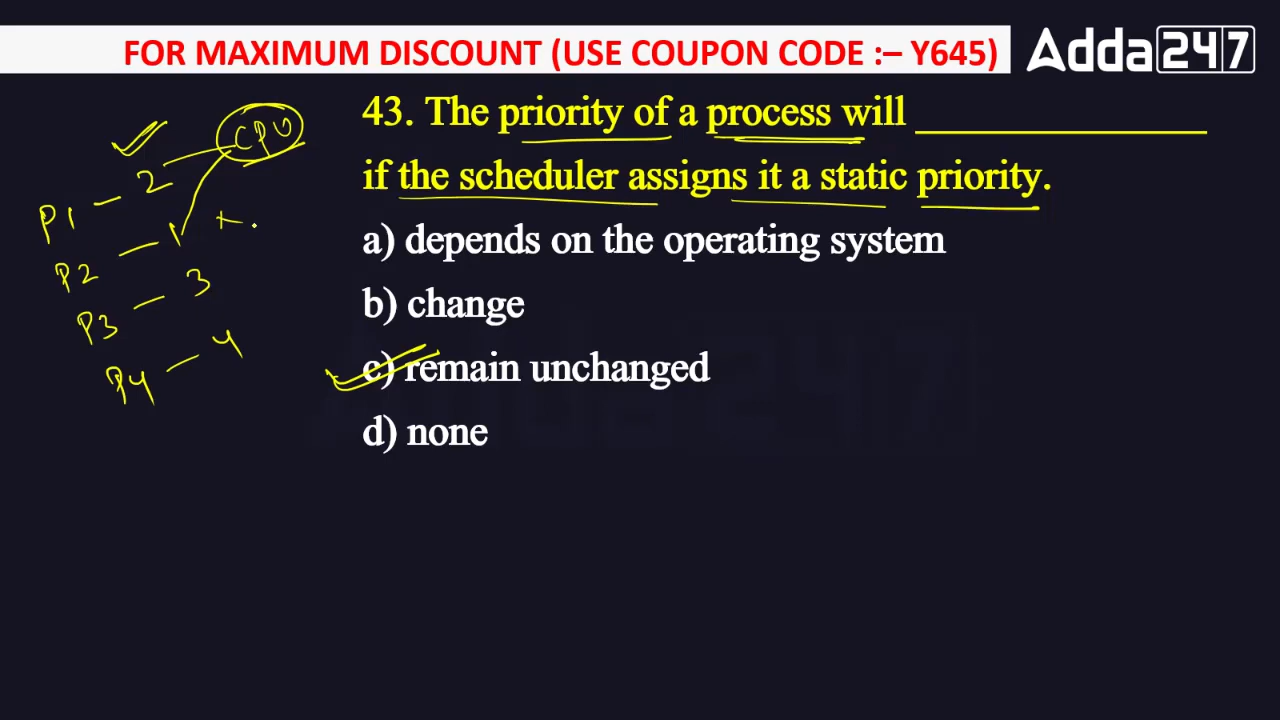 FOR MAXIMUM DISCOUNT (USE COUPON CODE :– Y645)
Adda247
43. The priority of a process will _______________
if the scheduler assigns it a static priority.
a) depends on the operating system
b) change
c) remain unchanged
d) none
CPU
P1 – 2
P2 – 1
P3 – 3
P4 – 4